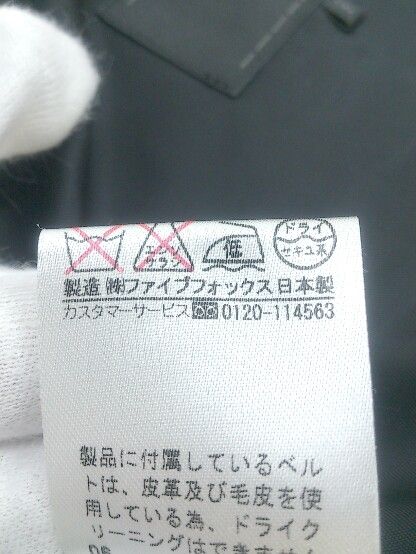 エンソ
サラシ
低
ドライ
セキユ系
製造 ㈱ファイブフォックス 日本製
カスタマーサービス 0120-114563
製品に付属しているベル
トは、皮革及び毛皮を使
用している為、ドライク
リーニングはできません